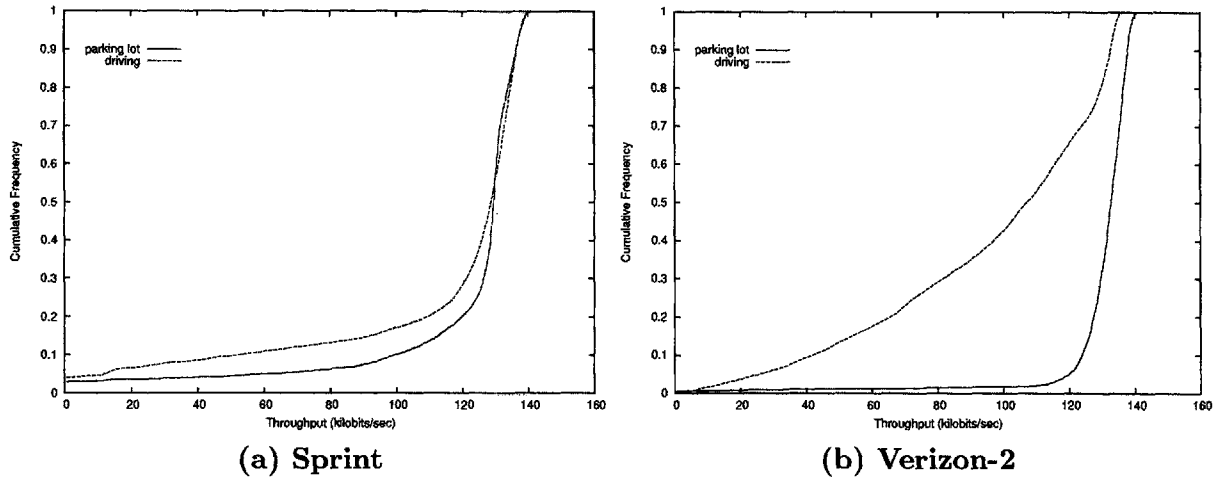 1
0.9
0.8
0.7
0.6
0.5
0.4
0.3
0.2
0.1
0
Cumulative Frequency
parking lot
driving
0 20 40 60 80 100 120 140 160
Throughput (kilobits/sec)
(a) Sprint
1
0.9
0.8
0.7
0.6
0.5
0.4
0.3
0.2
0.1
0
Cumulative Frequency
parking lot
driving
0 20 40 60 80 100 120 140 160
Throughput (kilobits/sec)
(b) Verizon-2